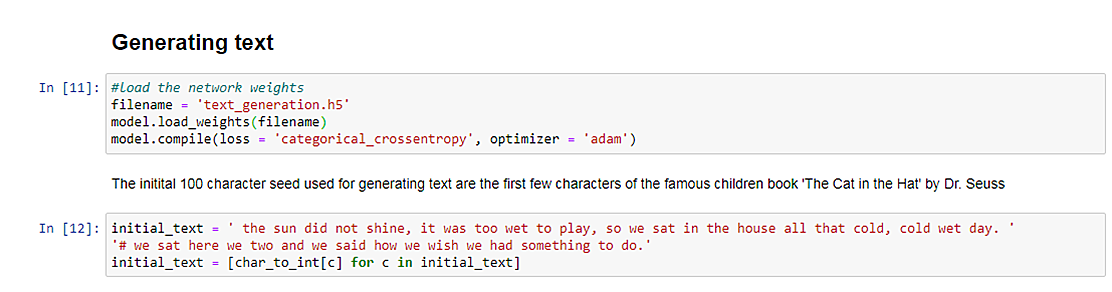 Generating text
In [11]: #load the network weights
filename = 'text_generation.h5'
model.load_weights(filename)
model.compile(loss = 'categorical_crossentropy', optimizer = 'adam')
The initital 100 character seed used for generating text are the first few characters of the famous children book 'The Cat in the Hat' by Dr. Seuss
In [12]: initial_text = ' the sun did not shine, it was too wet to play, so we sat in the house all that cold, cold wet day. '
'# we sat here we two and we said how we wish we had something to do.'
initial_text = [char_to_int[c] for c in initial_text]